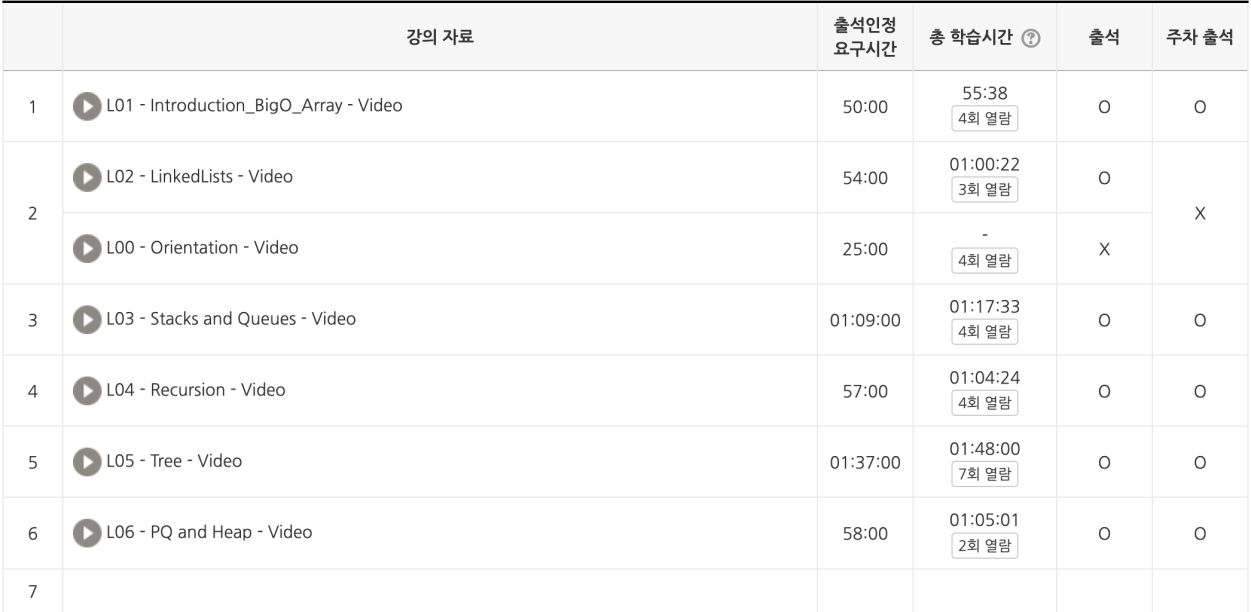 강의 자료
출석인정
요구시간
총 학습시간 ?
출석
주차 출석
1
L01 - Introduction_BigO_Array - Video
50:00
55:38
4회 열람
O
O
2
L02 - LinkedLists - Video
54:00
01:00:22
3회 열람
O
X
L00 - Orientation - Video
25:00
-
4회 열람
X
3
L03 - Stacks and Queues - Video
01:09:00
01:17:33
4회 열람
O
O
4
L04 - Recursion - Video
57:00
01:04:24
4회 열람
O
O
5
L05 - Tree - Video
01:37:00
01:48:00
7회 열람
O
O
6
L06 - PQ and Heap - Video
58:00
01:05:01
2회 열람
O
O
7